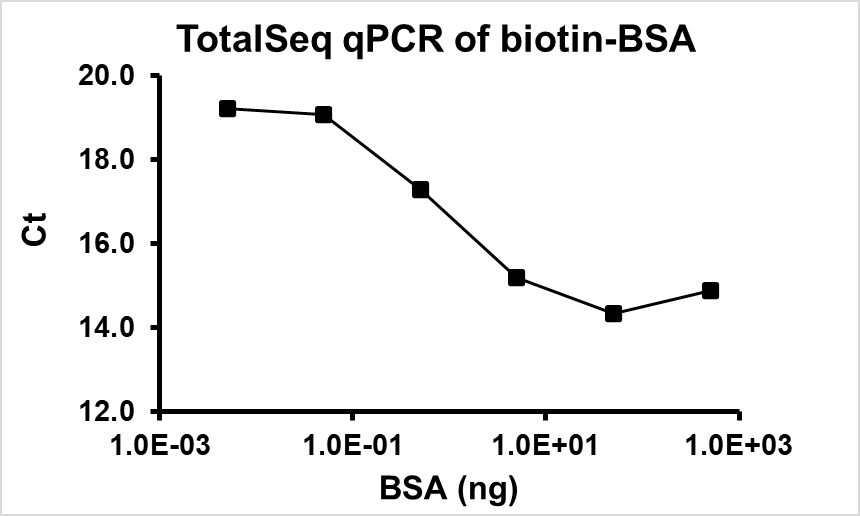 TotalSeq qPCR of biotin-BSA
20.0
18.0
16.0
14.0
12.0
Ct
1.0E-03 1.0E-01 1.0E+01 1.0E+03
BSA (ng)